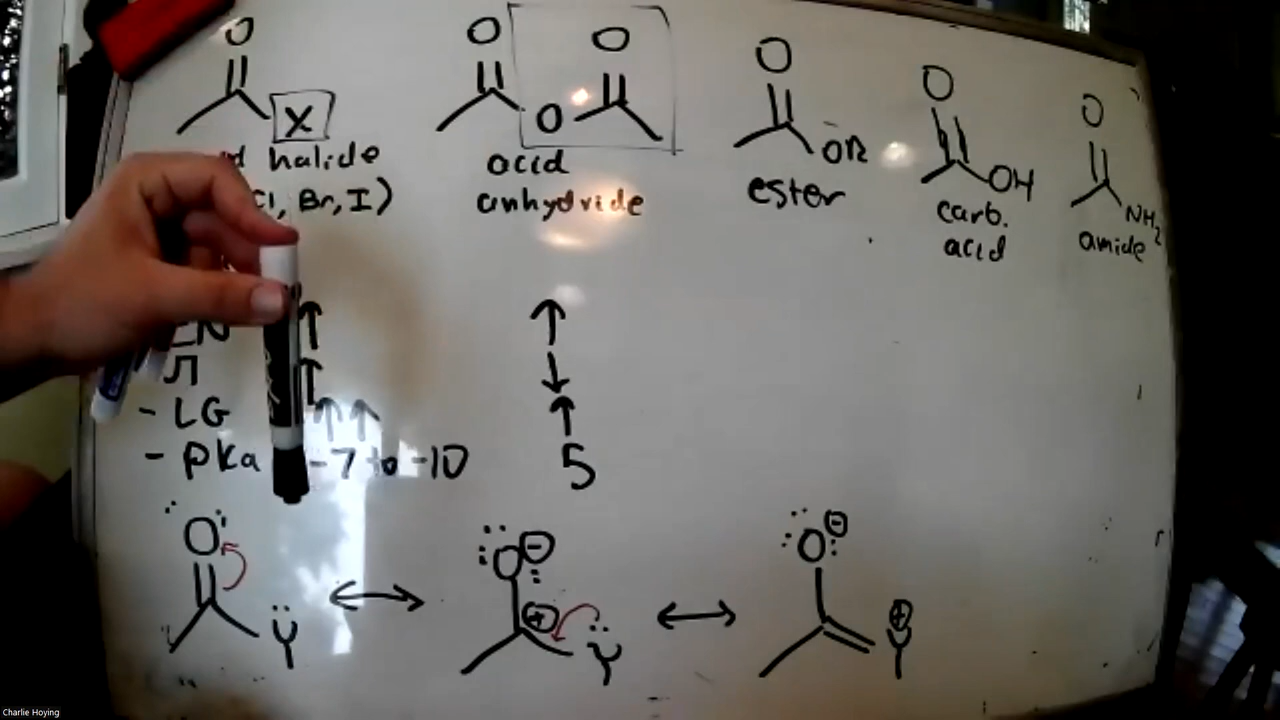 O O O O O O
X O OR OH NH2
halide acid anhydride ester carb. acid amide
Cl, Br, I)
↑ ↑
↑ ↓
- LG ↑↑ ↑
- pKa -7 to -10 5
:O: :O:⊖ :O:⊖
Ÿ ↔ ⊕ Ÿ ↔ ⊕ Y
Charlie Hoying